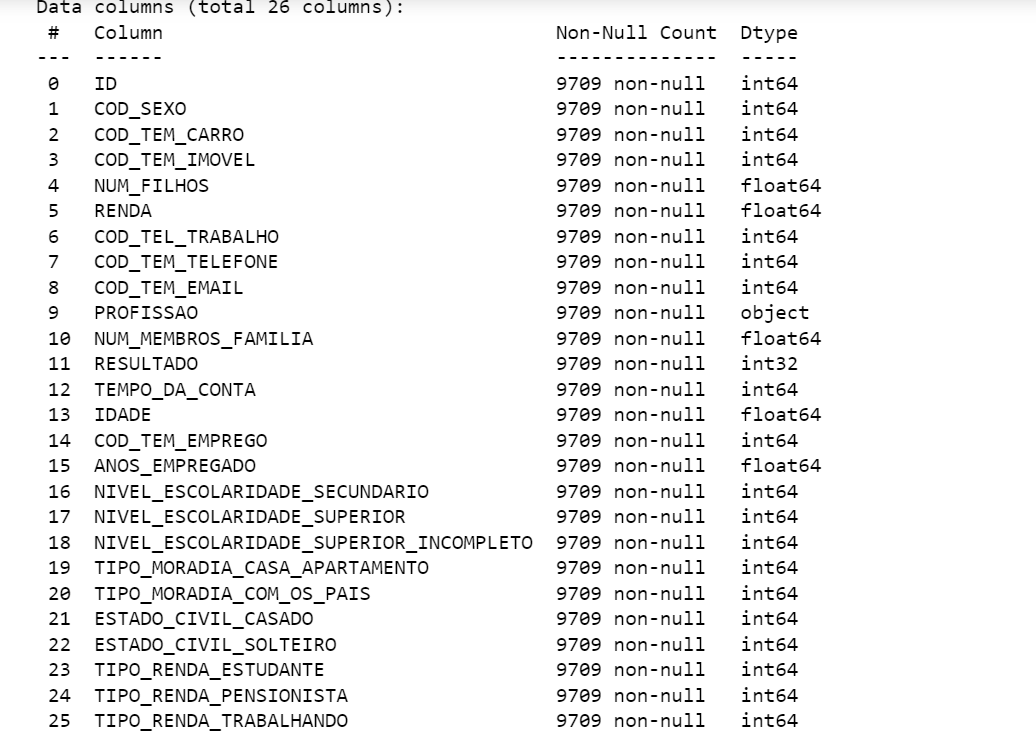 Data columns (total 26 columns):
#   Column   Non-Null Count   Dtype
---   ------   --------------   -----
0   ID   9709 non-null   int64
1   COD_SEXO   9709 non-null   int64
2   COD_TEM_CARRO   9709 non-null   int64
3   COD_TEM_IMOVEL   9709 non-null   int64
4   NUM_FILHOS   9709 non-null   float64
5   RENDA   9709 non-null   float64
6   COD_TEL_TRABALHO   9709 non-null   int64
7   COD_TEM_TELEFONE   9709 non-null   int64
8   COD_TEM_EMAIL   9709 non-null   int64
9   PROFISSAO   9709 non-null   object
10   NUM_MEMBROS_FAMILIA   9709 non-null   float64
11   RESULTADO   9709 non-null   int32
12   TEMPO_DA_CONTA   9709 non-null   int64
13   IDADE   9709 non-null   float64
14   COD_TEM_EMPREGO   9709 non-null   int64
15   ANOS_EMPREGADO   9709 non-null   float64
16   NIVEL_ESCOLARIDADE_SECUNDARIO   9709 non-null   int64
17   NIVEL_ESCOLARIDADE_SUPERIOR   9709 non-null   int64
18   NIVEL_ESCOLARIDADE_SUPERIOR_INCOMPLETO   9709 non-null   int64
19   TIPO_MORADIA_CASA_APARTAMENTO   9709 non-null   int64
20   TIPO_MORADIA_COM_OS_PAIS   9709 non-null   int64
21   ESTADO_CIVIL_CASADO   9709 non-null   int64
22   ESTADO_CIVIL_SOLTEIRO   9709 non-null   int64
23   TIPO_RENDA_ESTUDANTE   9709 non-null   int64
24   TIPO_RENDA_PENSIONISTA   9709 non-null   int64
25   TIPO_RENDA_TRABALHANDO   9709 non-null   int64